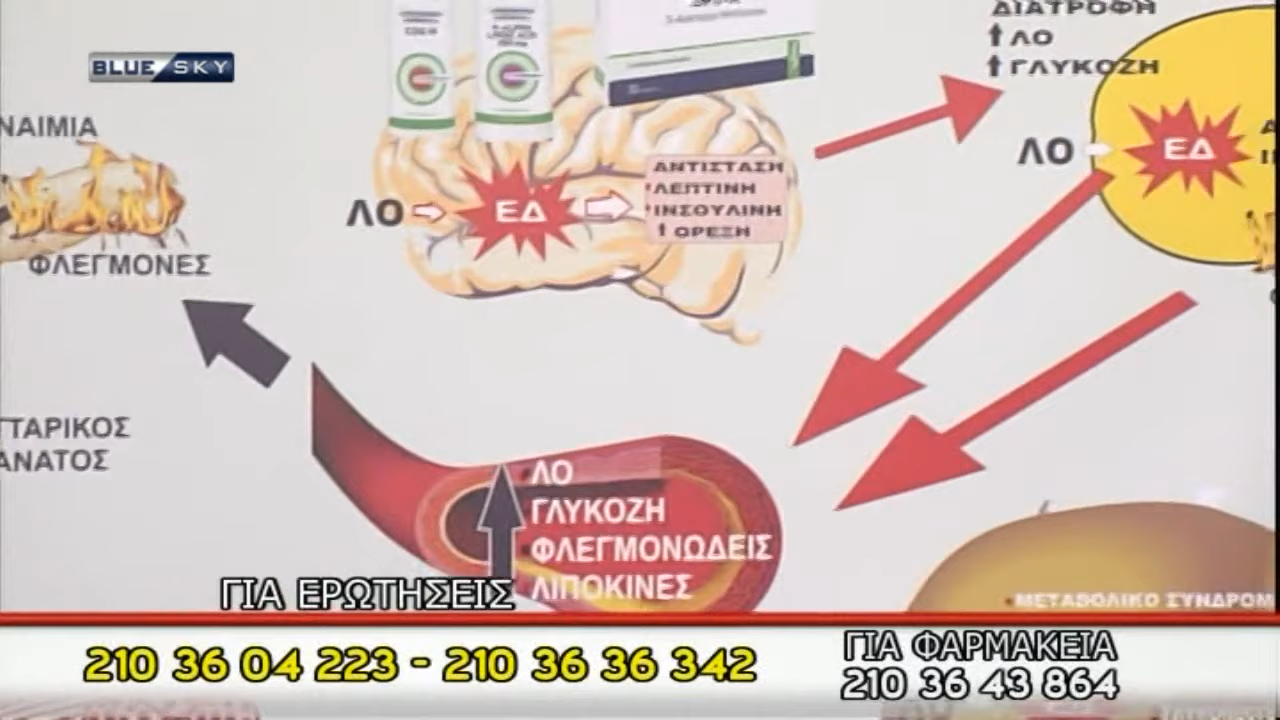 ΔΙΑΤΡΟΦΗ
ΛΟ
ΓΛΥΚΟΖΗ
BLUE SKY
ΝΑΙΜΙΑ
ΦΛΕΓΜΟΝΕΣ
ΛΟ
ΕΔ
ΑΝΤΙΣΤΑΣΗ
ΛΕΠΤΙΝΗ
ΙΝΣΟΥΛΙΝΗ
ΟΡΕΞΗ
ΛΟ
ΕΔ
ΤΤΑΡΙΚΟΣ
ΑΝΑΤΟΣ
ΛΟ
ΓΛΥΚΟΖΗ
ΦΛΕΓΜΟΝΩΔΕΙΣ
ΛΙΠΟΚΙΝΕΣ
ΜΕΤΑΒΟΛΙΚΟ ΣΥΝΔΡΟΜ
ΓΙΑ ΕΡΩΤΗΣΕΙΣ
210 36 04 223 - 210 36 36 342
ΓΙΑ ΦΑΡΜΑΚΕΙΑ
210 36 43 864